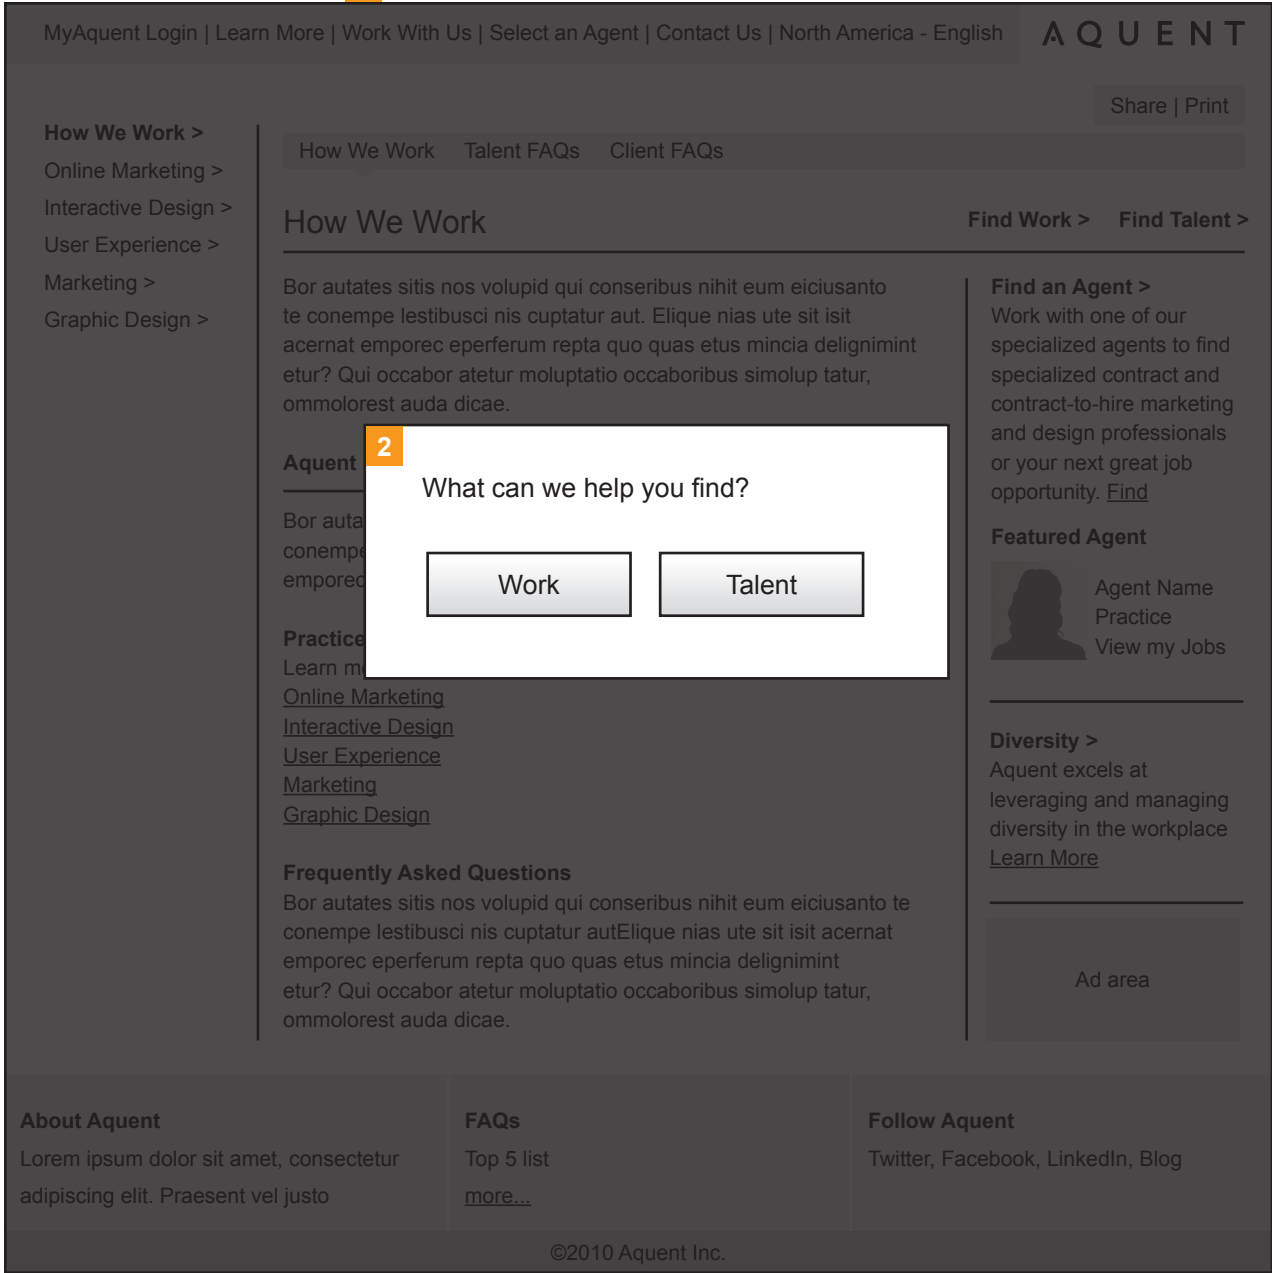 MyAquent Login | Learn More | Work With Us | Select an Agent | Contact Us | North America - English
AQUENT
Share | Print
How We Work >
Online Marketing >
Interactive Design >
User Experience >
Marketing >
Graphic Design >
How We Work Talent FAQs Client FAQs
How We Work
Find Work > Find Talent >
Bor autates sitis nos volupid qui conseribus nihit eum eiciusanto
te conempe lestibusci nis cuptatur aut. Elique nias ute sit isit
acernat emporec eperferum repta quo quas etus mincia delignimint
etur? Qui occabor atetur moluptatio occaboribus simolup tatur,
ommolorest auda dicae.
Aquent
Bor auta
conempe
emporec
2
What can we help you find?
Work
Talent
Practice
Learn m
Online Marketing
Interactive Design
User Experience
Marketing
Graphic Design
Frequently Asked Questions
Bor autates sitis nos volupid qui conseribus nihit eum eiciusanto te
conempe lestibusci nis cuptatur autElique nias ute sit isit acernat
emporec eperferum repta quo quas etus mincia delignimint
etur? Qui occabor atetur moluptatio occaboribus simolup tatur,
ommolorest auda dicae.
Find an Agent >
Work with one of our
specialized agents to find
specialized contract and
contract-to-hire marketing
and design professionals
or your next great job
opportunity. Find
Featured Agent
Agent Name
Practice
View my Jobs
Diversity >
Aquent excels at
leveraging and managing
diversity in the workplace
Learn More
Ad area
About Aquent
Lorem ipsum dolor sit amet, consectetur
adipiscing elit. Praesent vel justo
FAQs
Top 5 list
more...
Follow Aquent
Twitter, Facebook, LinkedIn, Blog
©2010 Aquent Inc.